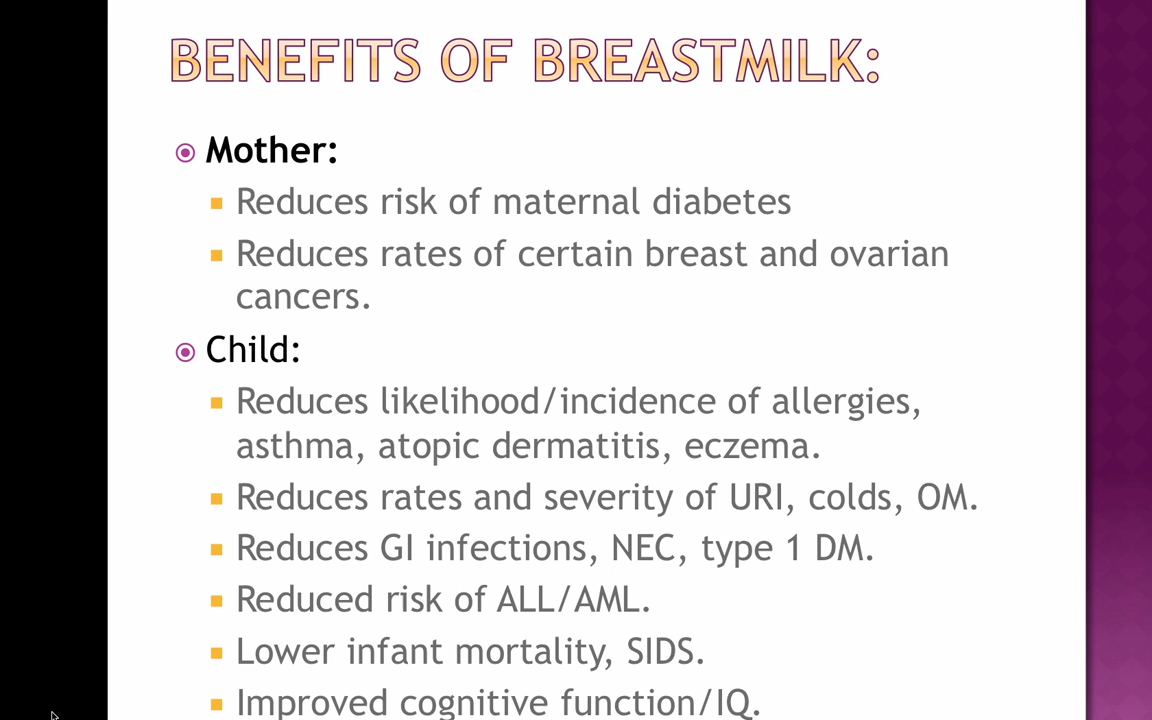 BENEFITS OF BREASTMILK:
Mother:
Reduces risk of maternal diabetes
Reduces rates of certain breast and ovarian
cancers.
Child:
Reduces likelihood/incidence of allergies,
asthma, atopic dermatitis, eczema.
Reduces rates and severity of URI, colds, OM.
Reduces GI infections, NEC, type 1 DM.
Reduced risk of ALL/AML.
Lower infant mortality, SIDS.
Improved cognitive function/IQ.